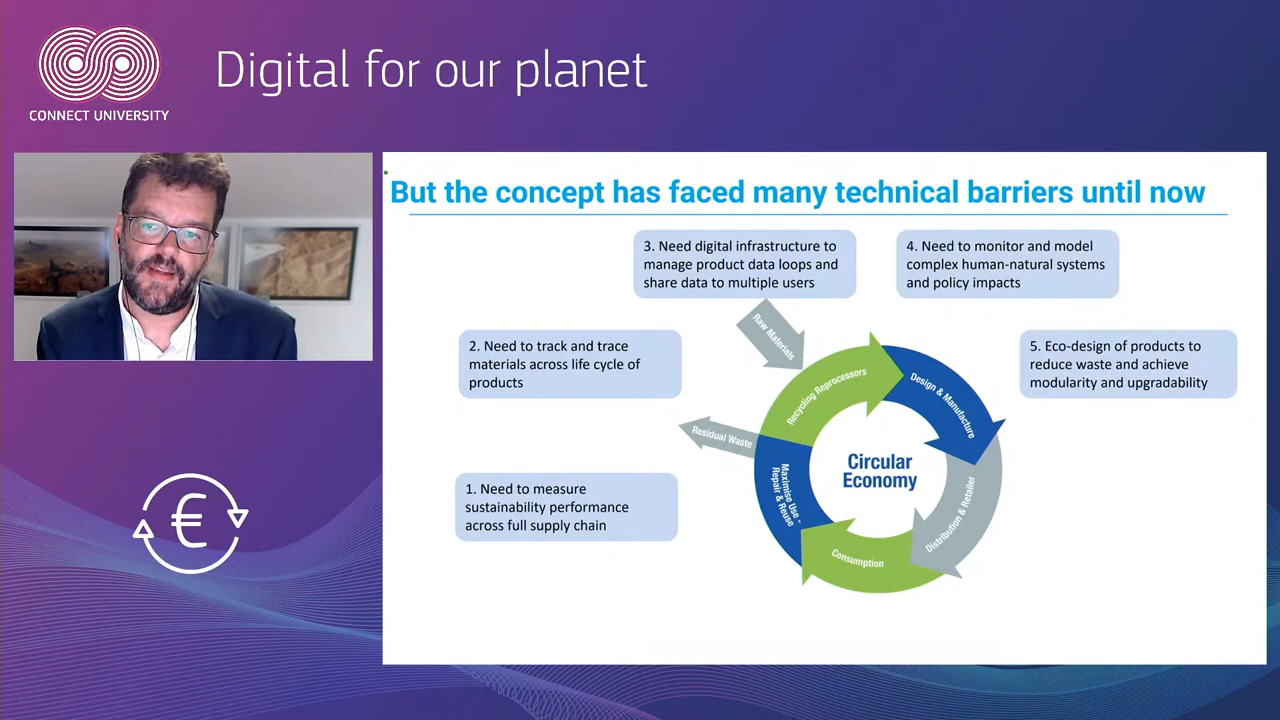 Digital for our planet
CONNECT UNIVERSITY
But the concept has faced many technical barriers until now
3. Need digital infrastructure to
manage product data loops and
share data to multiple users
4. Need to monitor and model
complex human-natural systems
and policy impacts
2. Need to track and trace
materials across life cycle of
products
5. Eco-design of products to
reduce waste and achieve
modularity and upgradability
1. Need to measure
sustainability performance
across full supply chain
Raw Materials
Recycling Reprocessors
Design & Manufacture
Residual Waste
Circular
Economy
Maximise Use -
Repair & Reuse
Distribution & Retailer
Consumption
€